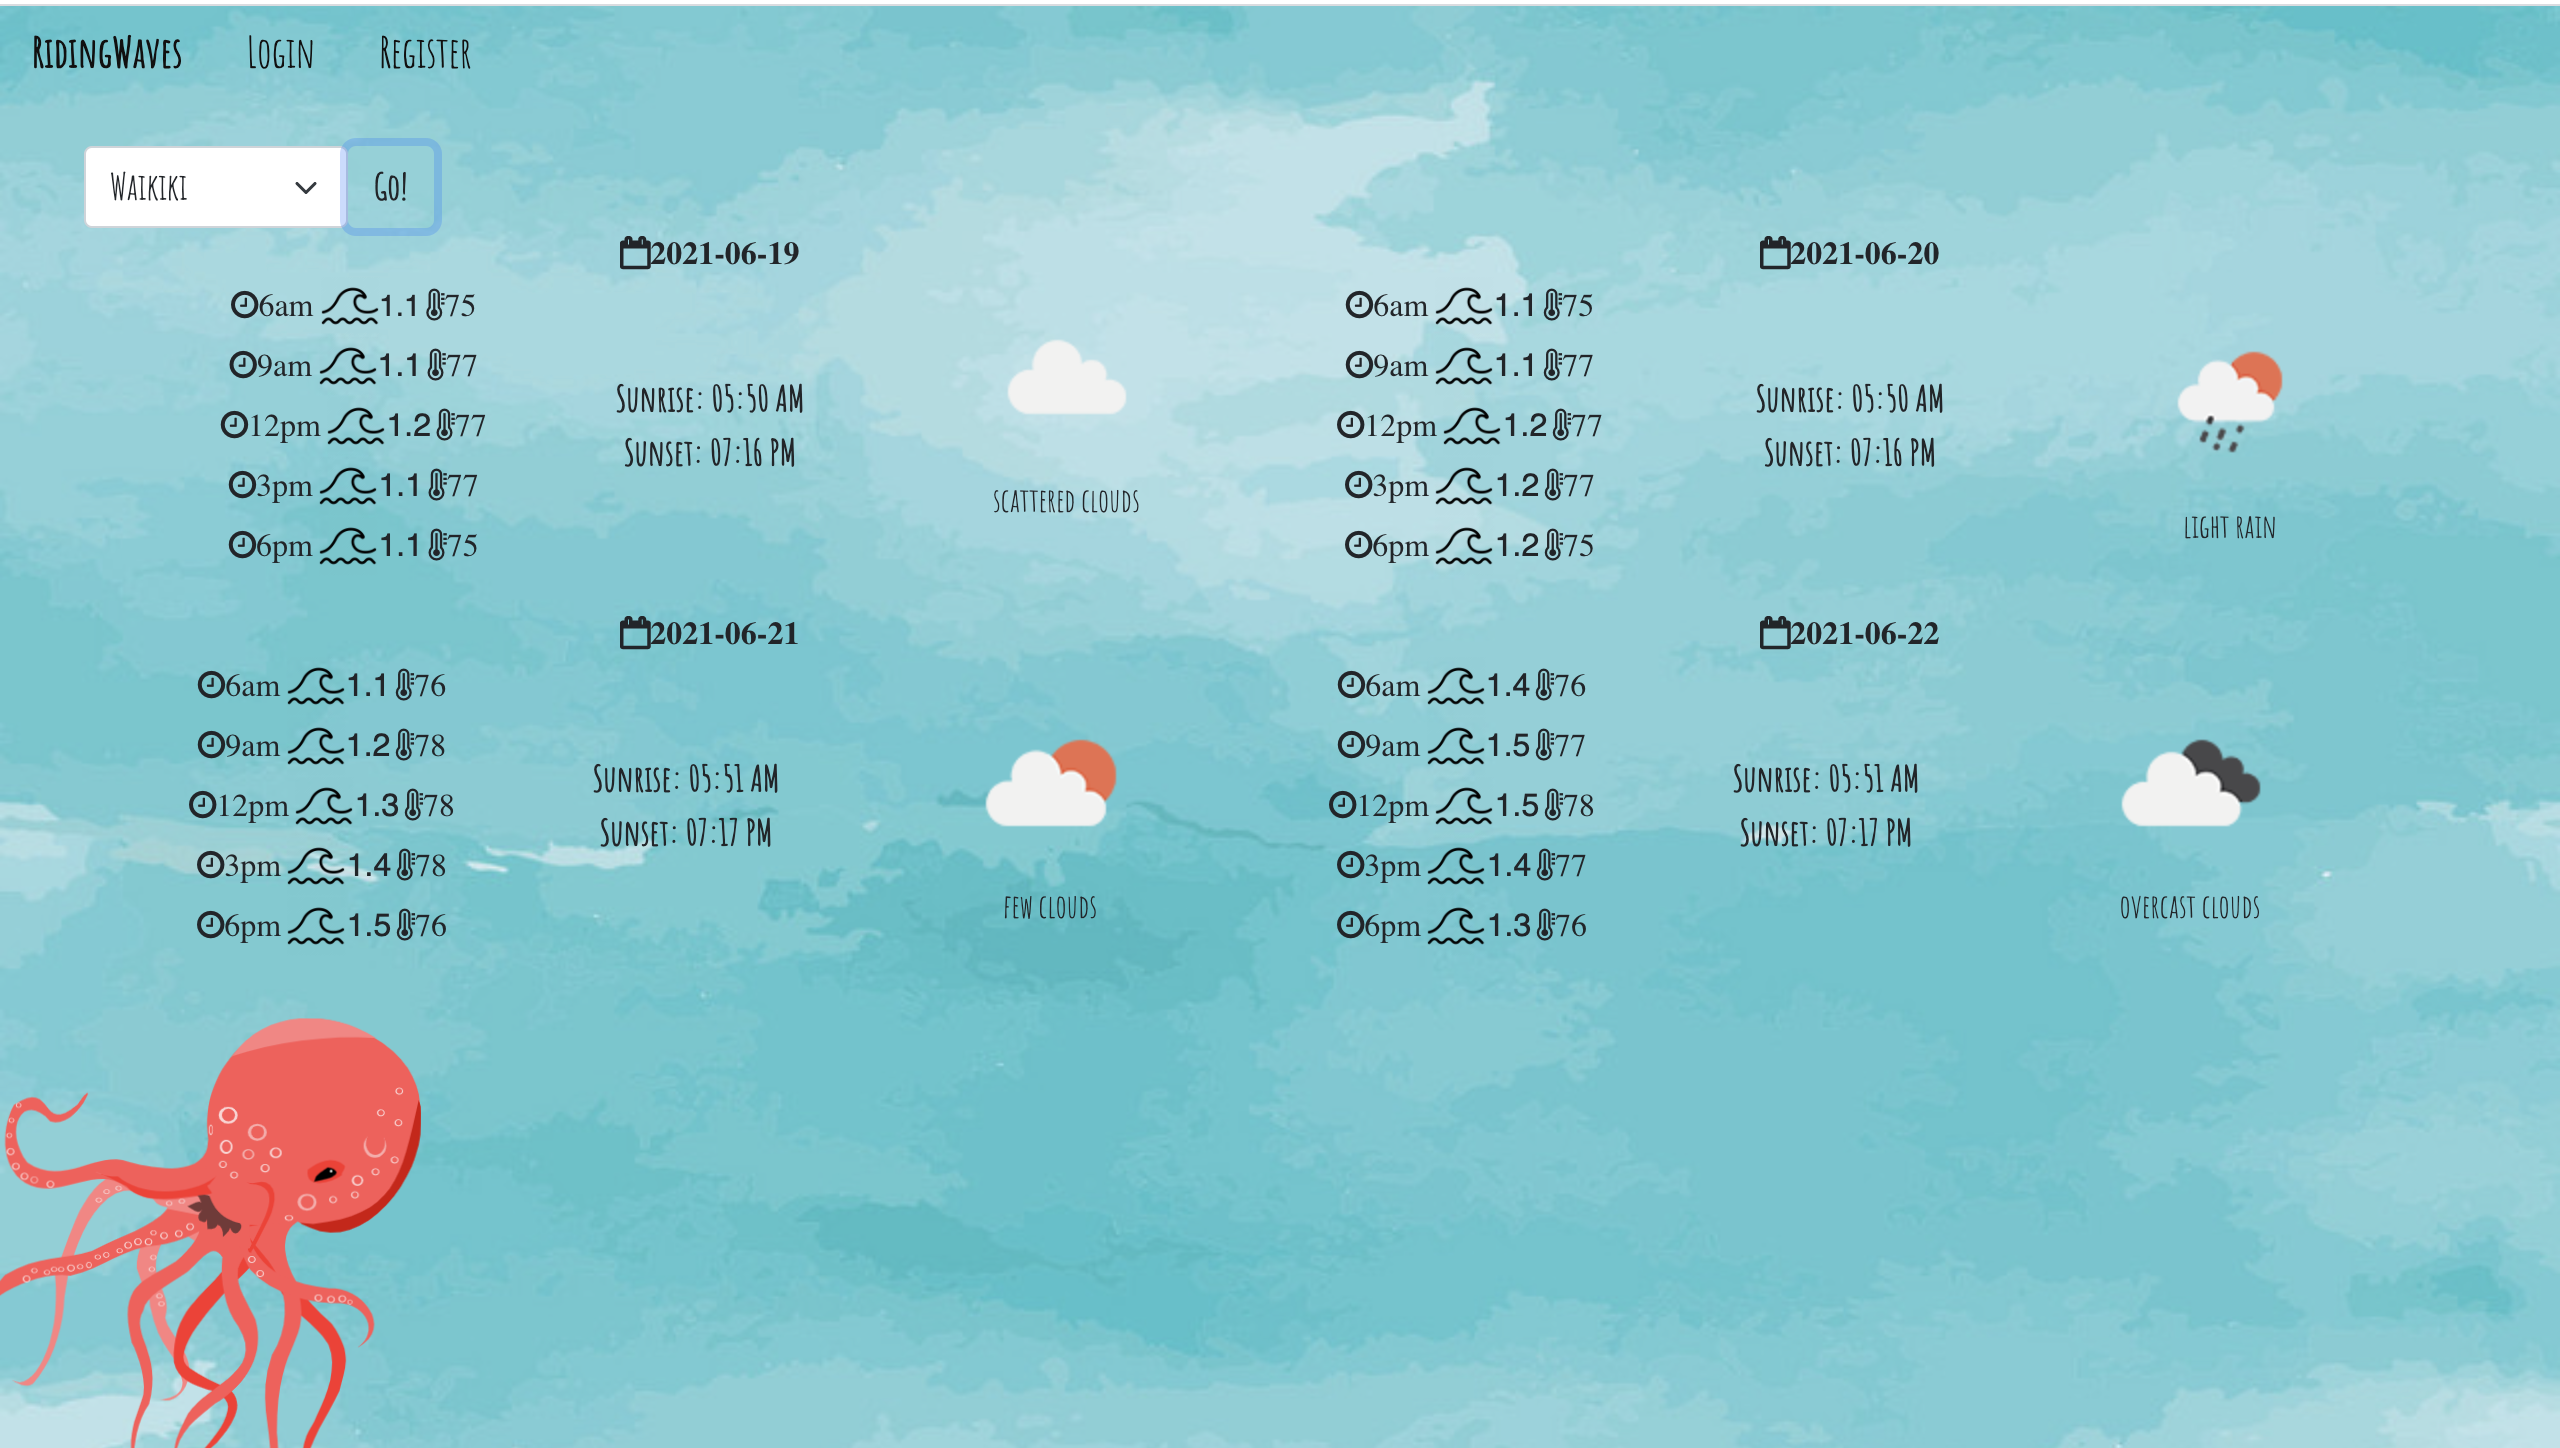 RidingWaves Login Register
Waikiki Go!
2021-06-19
6am 1.1 75
9am 1.1 77
12pm 1.2 77
3pm 1.1 77
6pm 1.1 75
Sunrise: 05:50 AM
Sunset: 07:16 PM
scattered clouds
2021-06-20
6am 1.1 75
9am 1.1 77
12pm 1.2 77
3pm 1.2 77
6pm 1.2 75
Sunrise: 05:50 AM
Sunset: 07:16 PM
light rain
2021-06-21
6am 1.1 76
9am 1.2 78
12pm 1.3 78
3pm 1.4 78
6pm 1.5 76
Sunrise: 05:51 AM
Sunset: 07:17 PM
few clouds
2021-06-22
6am 1.4 76
9am 1.5 77
12pm 1.5 78
3pm 1.4 77
6pm 1.3 76
Sunrise: 05:51 AM
Sunset: 07:17 PM
overcast clouds